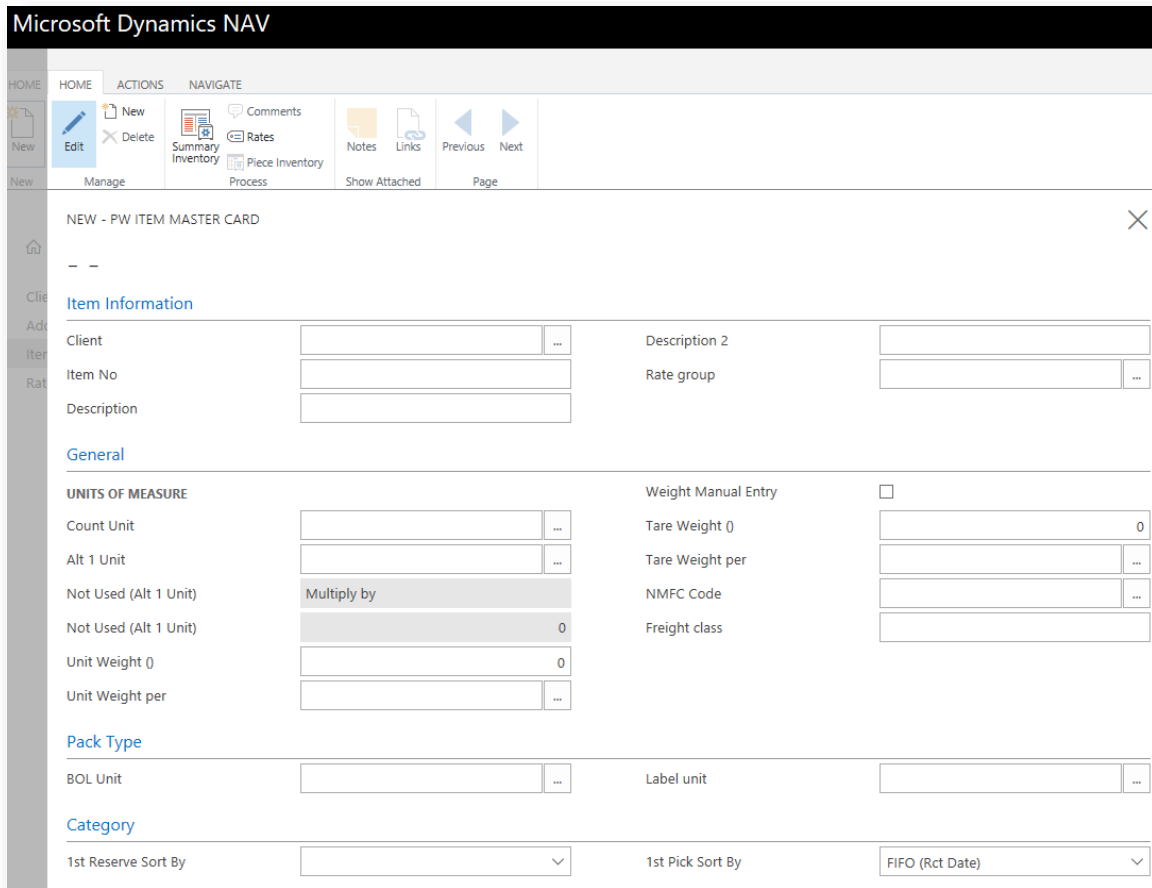 Microsoft Dynamics NAV
HOME HOME ACTIONS NAVIGATE
New Edit New Delete Summary Inventory Comments Rates Piece Inventory Notes Links Previous Next
New Manage Process Show Attached Page
NEW - PW ITEM MASTER CARD
– –
Clie
Add
Iter
Rat
Item Information
Client ... Description 2
Item No Rate group ...
Description
General
UNITS OF MEASURE Weight Manual Entry
Count Unit ... Tare Weight () 0
Alt 1 Unit ... Tare Weight per ...
Not Used (Alt 1 Unit) Multiply by NMFC Code ...
Not Used (Alt 1 Unit) 0 Freight class
Unit Weight () 0
Unit Weight per ...
Pack Type
BOL Unit ... Label unit ...
Category
1st Reserve Sort By 1st Pick Sort By FIFO (Rct Date)